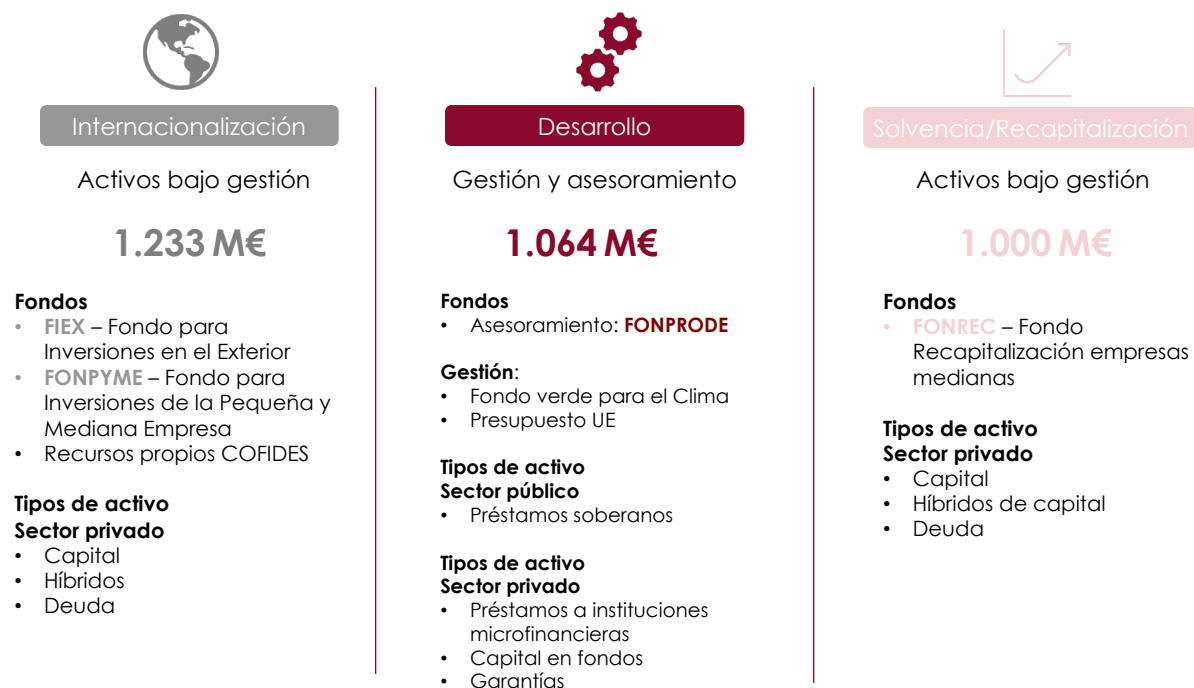 Internacionalización
Activos bajo gestión
1.233 M€
Fondos
• FIEX – Fondo para
Inversiones en el Exterior
• FONPYME – Fondo para
Inversiones de la Pequeña y
Mediana Empresa
• Recursos propios COFIDES
Tipos de activo
Sector privado
• Capital
• Híbridos
• Deuda
Desarrollo
Gestión y asesoramiento
1.064 M€
Fondos
• Asesoramiento: FONPRODE
Gestión:
• Fondo verde para el Clima
• Presupuesto UE
Tipos de activo
Sector público
• Préstamos soberanos
Tipos de activo
Sector privado
• Préstamos a instituciones
microfinancieras
• Capital en fondos
• Garantías
Solvencia/Recapitalización
Activos bajo gestión
1.000 M€
Fondos
• FONREC – Fondo
Recapitalización empresas
medianas
Tipos de activo
Sector privado
• Capital
• Híbridos de capital
• Deuda